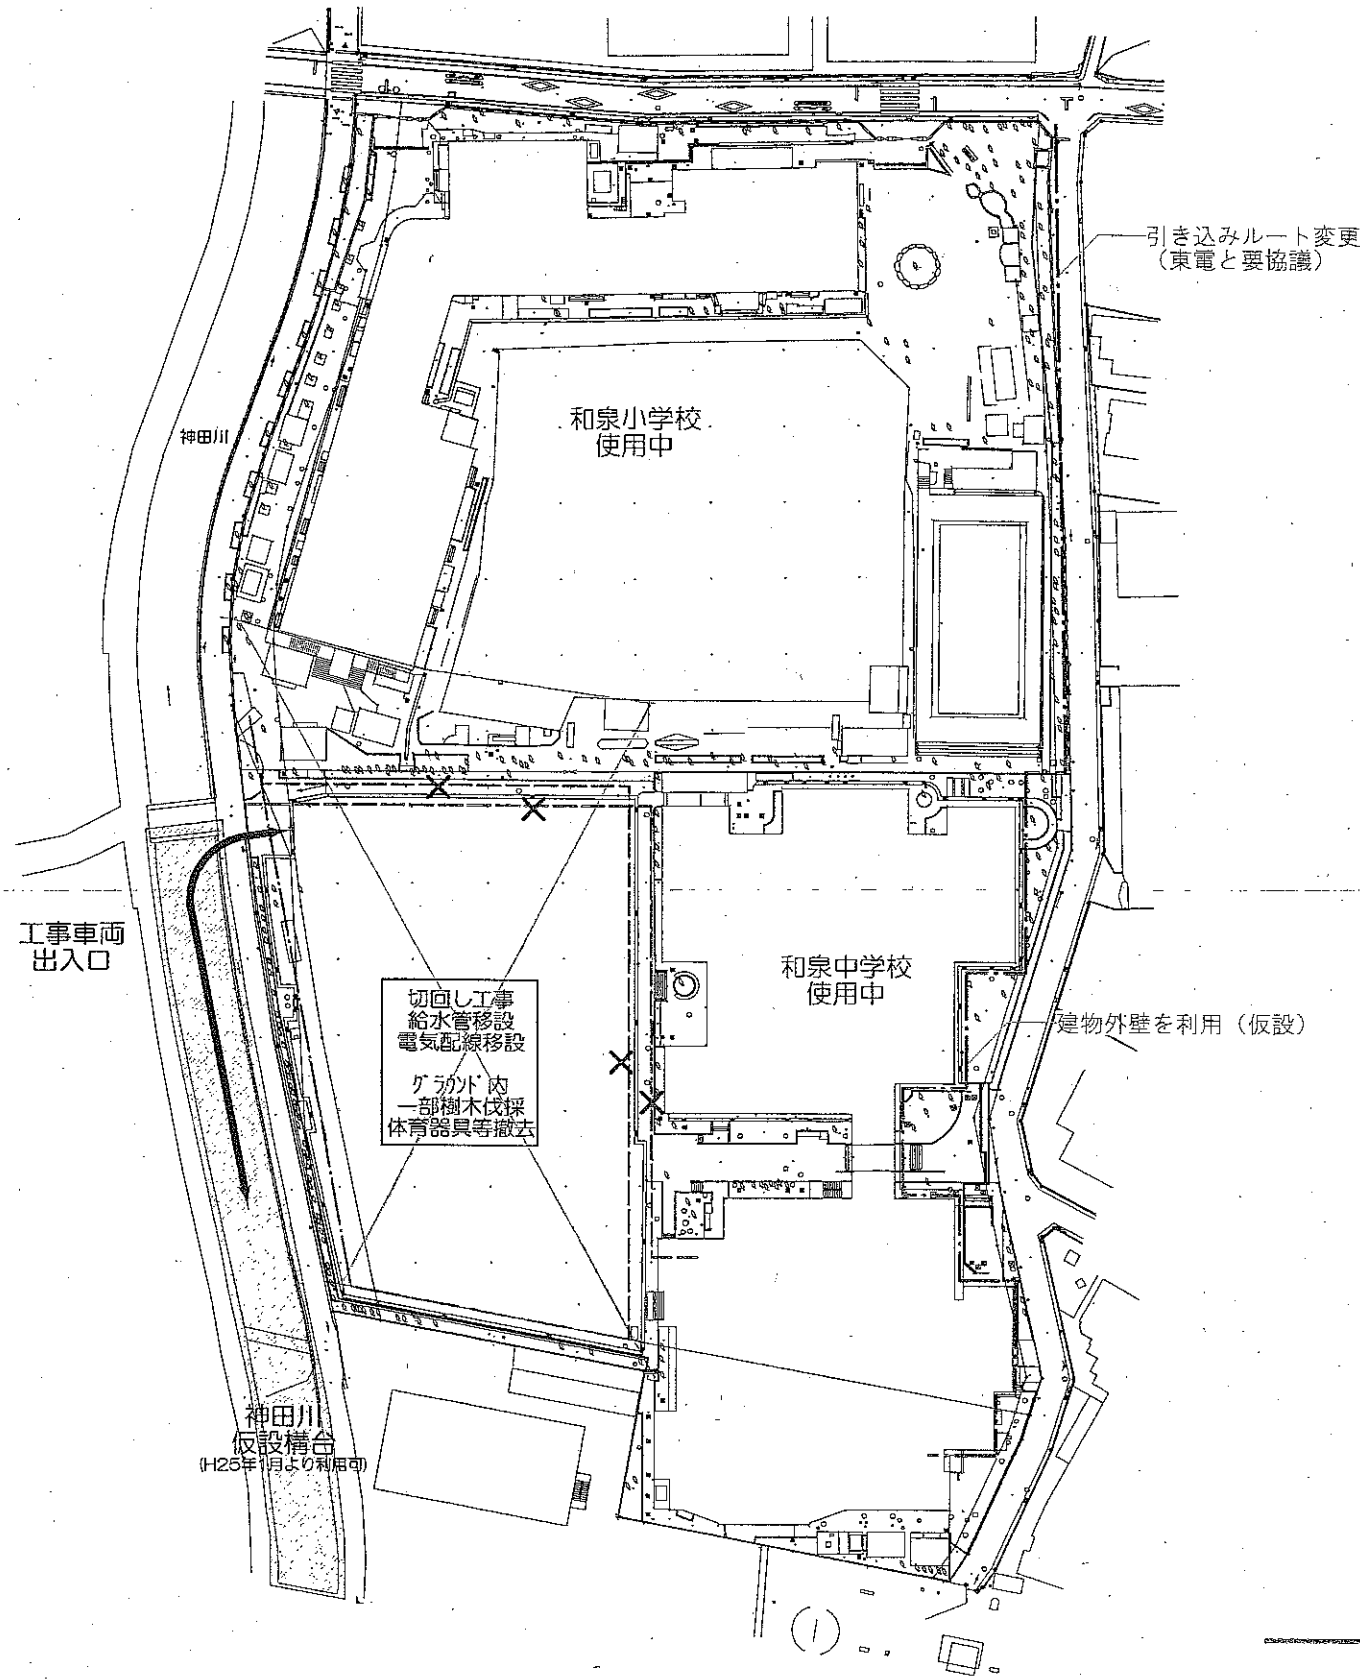 引き込みルート変更
（東電と要協議）
和泉小学校
使用中
神田川
工事車両
出入口
切回し工事
給水管移設
電気配線移設
グラウンド内
一部樹木伐採
体育器具等撤去
和泉中学校
使用中
建物外壁を利用（仮設）
神田川
仮設構台
(H25年1月より利用可)